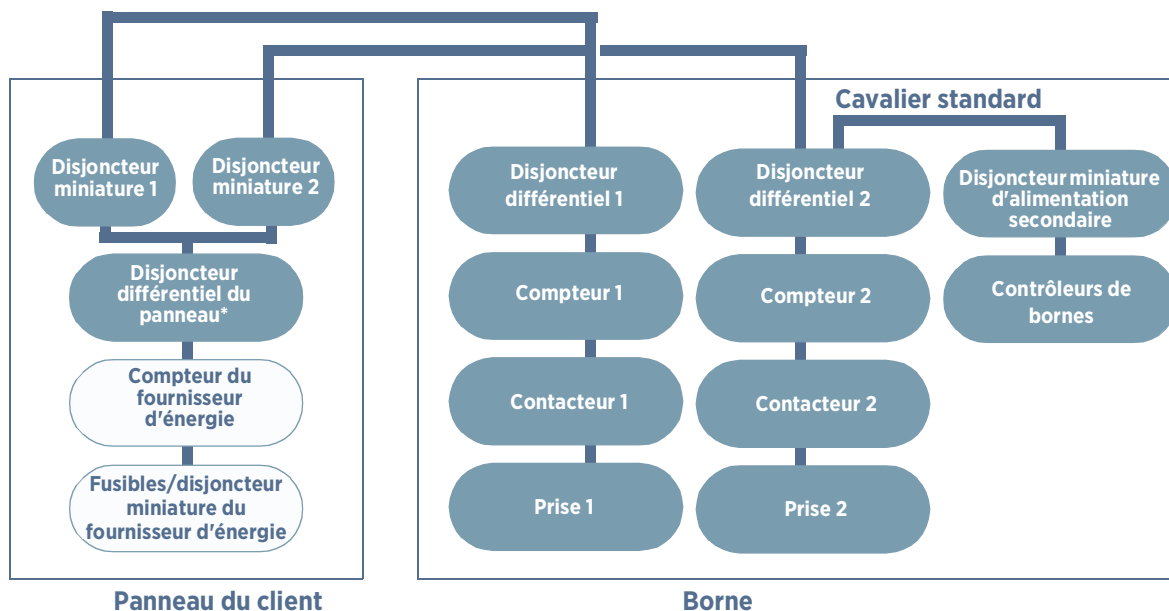 Cavalier standard
Disjoncteur
miniature 1
Disjoncteur
miniature 2
Disjoncteur
différentiel du
panneau*
Compteur du
fournisseur
d'énergie
Fusibles/disjoncteur
miniature du
fournisseur d'énergie
Panneau du client
Disjoncteur
différentiel 1
Compteur 1
Contacteur 1
Prise 1
Disjoncteur
différentiel 2
Compteur 2
Contacteur 2
Prise 2
Disjoncteur miniature
d'alimentation
secondaire
Contrôleurs de
bornes
Borne